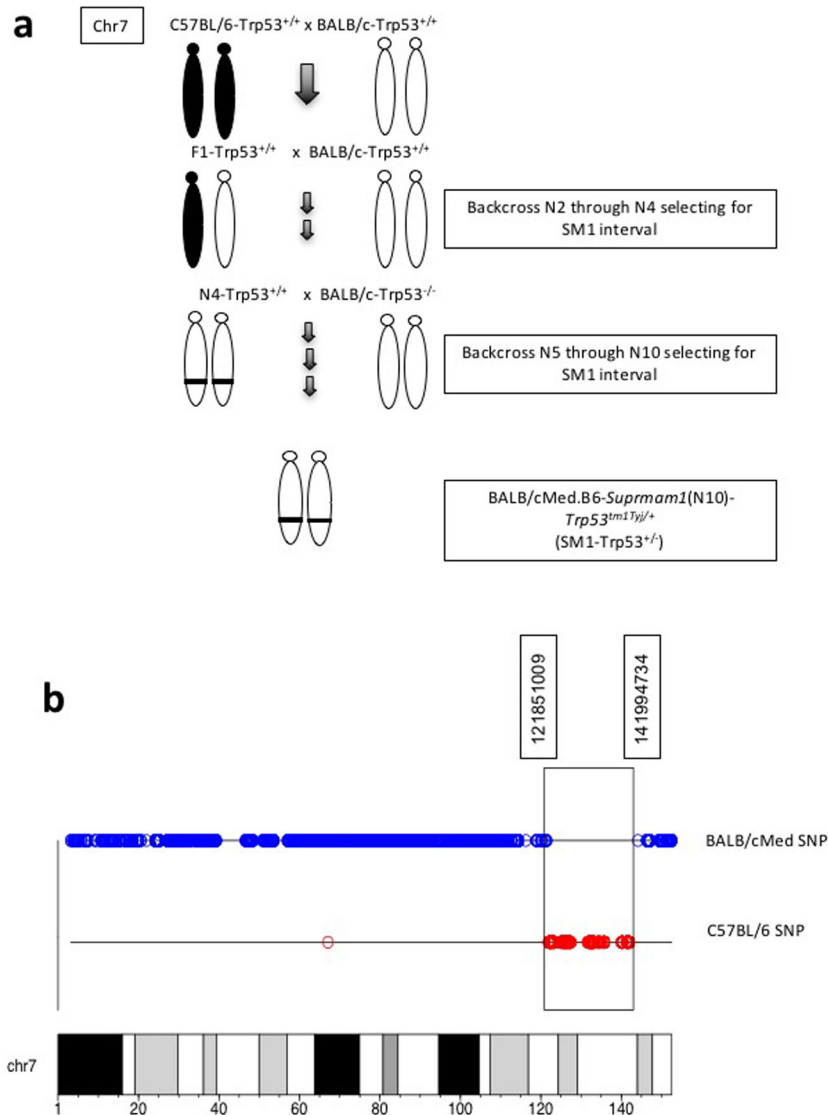 a
Chr7
C57BL/6-Trp53+/+ x BALB/c-Trp53+/+
F1-Trp53+/+ x BALB/c-Trp53+/+
Backcross N2 through N4 selecting for
SM1 interval
N4-Trp53+/+ x BALB/c-Trp53-/-
Backcross N5 through N10 selecting for
SM1 interval
BALB/cMed.B6-Suprmam1(N10)-
Trp53tm1Tyj/+
(SM1-Trp53+/-)
b
121851009
141994734
BALB/cMed SNP
C57BL/6 SNP
chr7
1 20 40 60 80 100 120 140